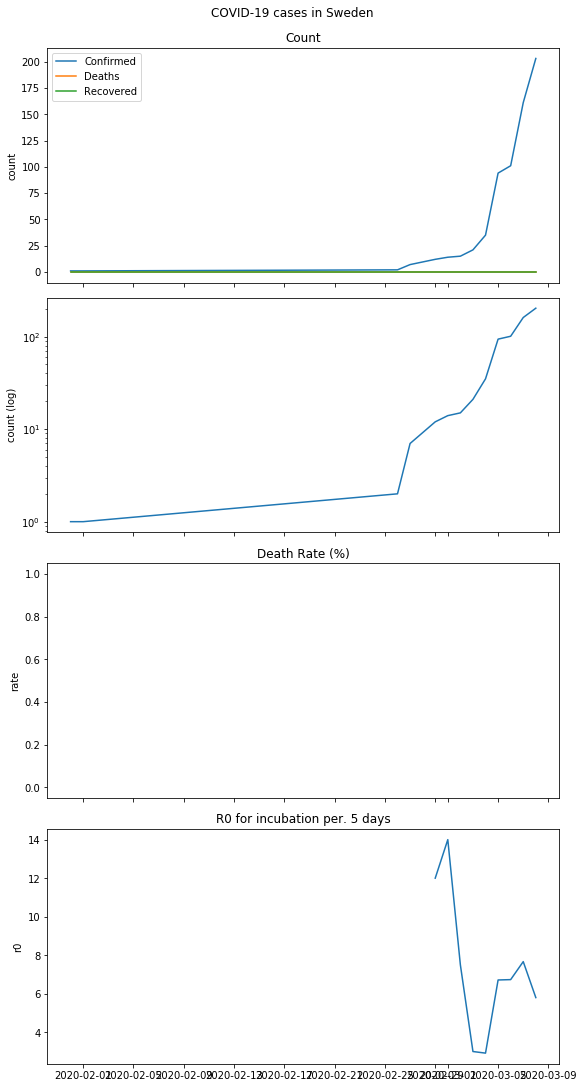 COVID-19 cases in Sweden
Count
Confirmed
Deaths
Recovered
200
175
150
125
100
75
50
25
0
count
10²
10¹
10⁰
count (log)
Death Rate (%)
1.0
0.8
0.6
0.4
0.2
0.0
rate
R0 for incubation per. 5 days
14
12
10
8
6
4
r0
2020-02-01 2020-02-05 2020-02-09 2020-02-13 2020-02-17 2020-02-21 2020-02-25 2020-02-29 2020-03-01 2020-03-05 2020-03-09